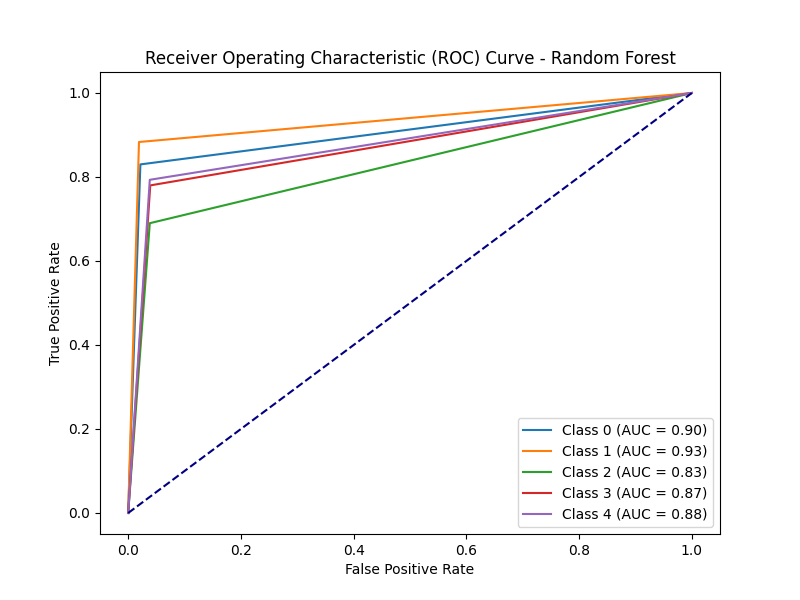 Receiver Operating Characteristic (ROC) Curve - Random Forest
True Positive Rate
1.0
0.8
0.6
0.4
0.2
0.0
Class 0 (AUC = 0.90)
Class 1 (AUC = 0.93)
Class 2 (AUC = 0.83)
Class 3 (AUC = 0.87)
Class 4 (AUC = 0.88)
0.0 0.2 0.4 0.6 0.8 1.0
False Positive Rate